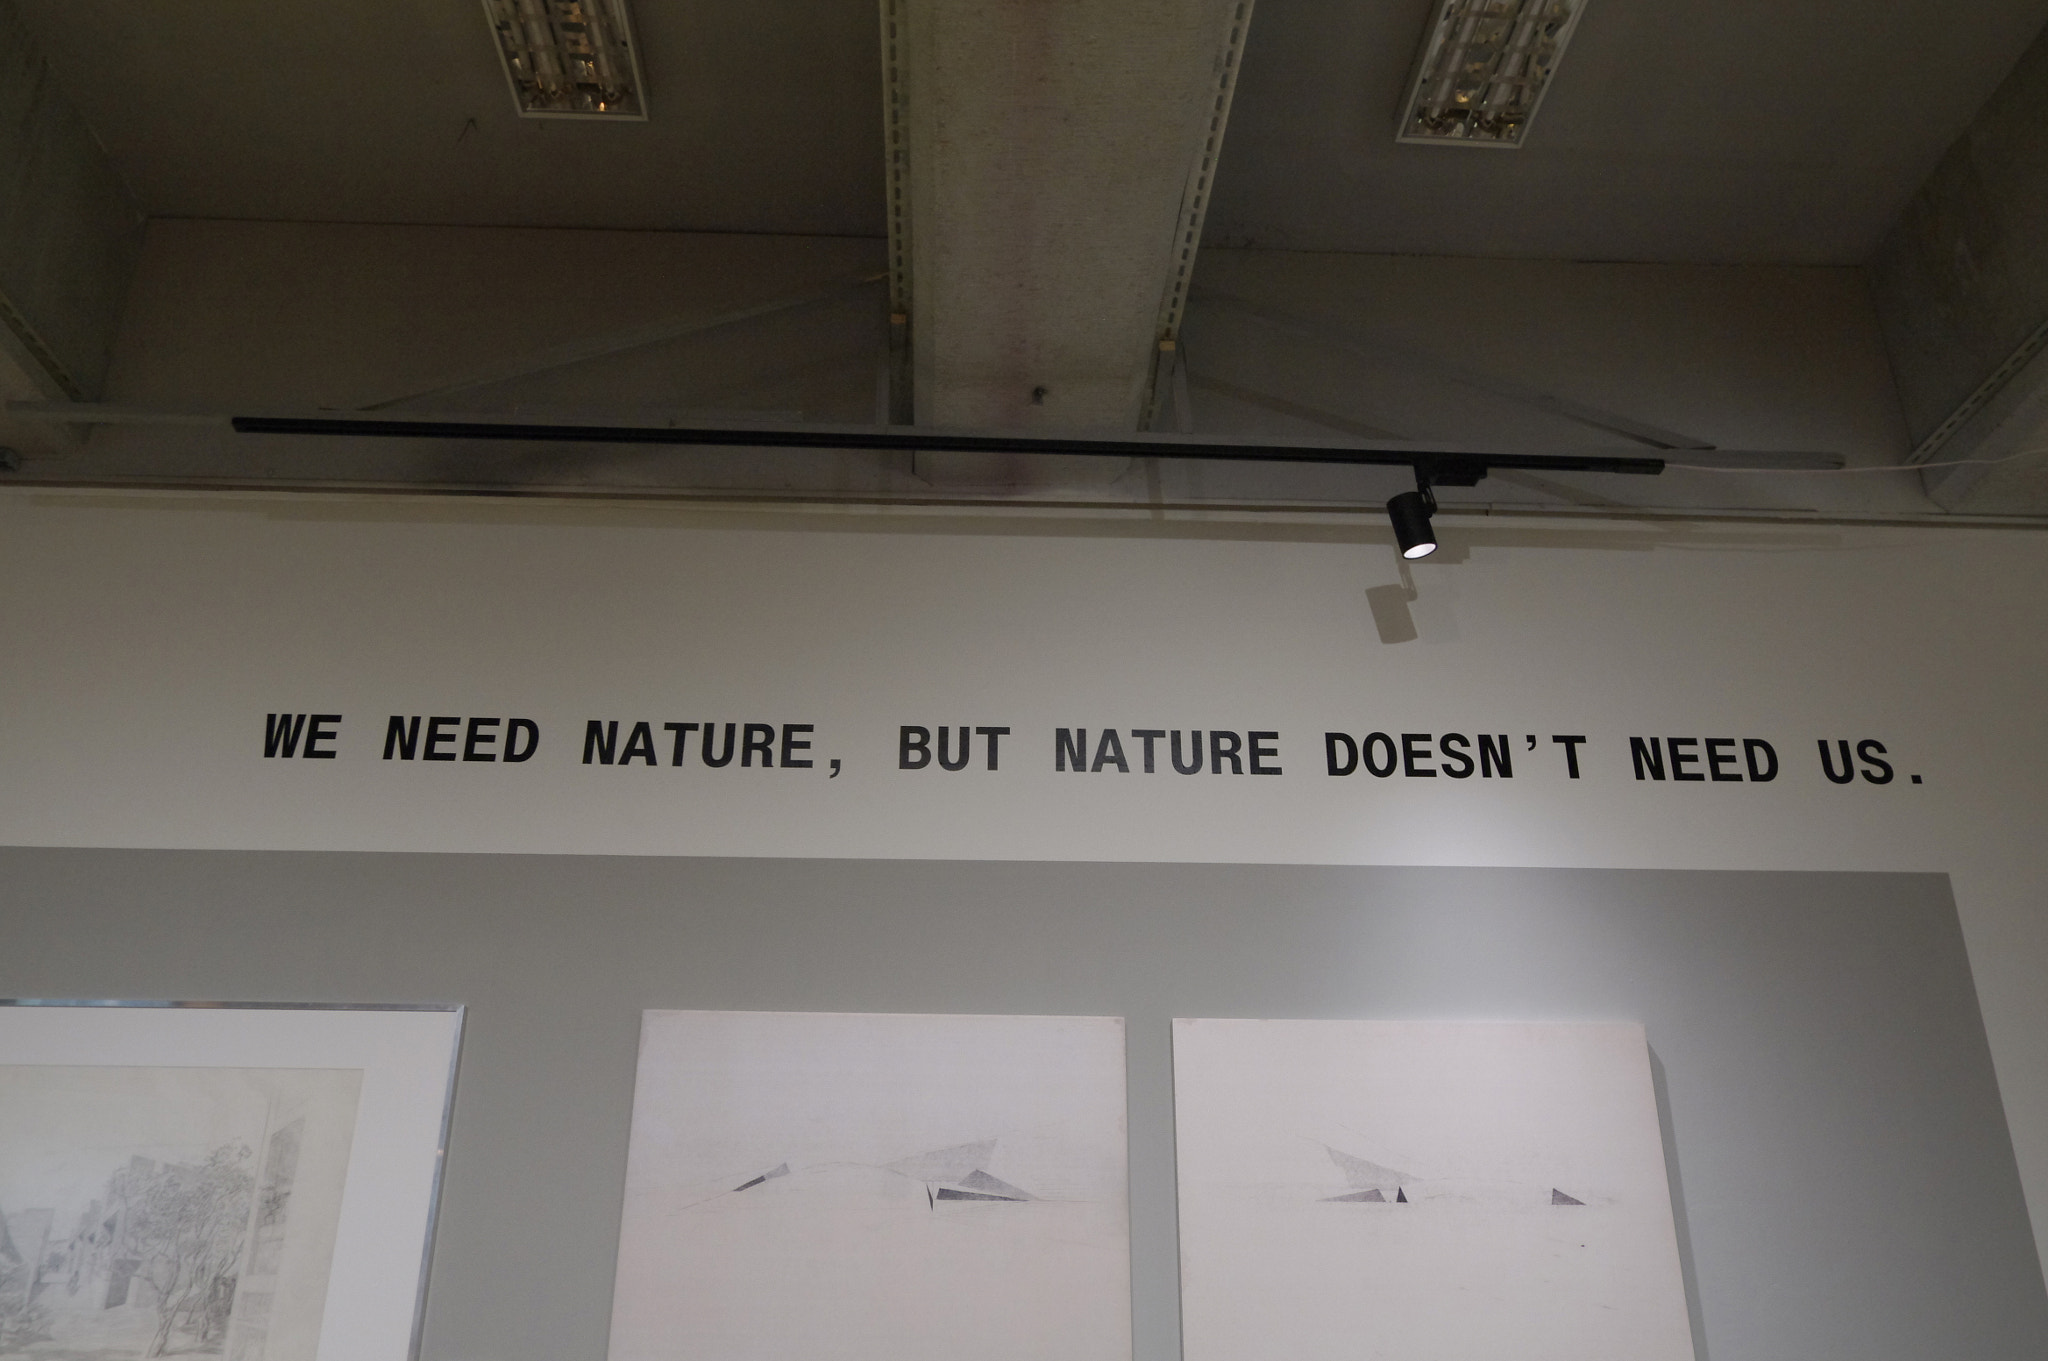 WE NEED NATURE, BUT NATURE DOESN'T NEED US.